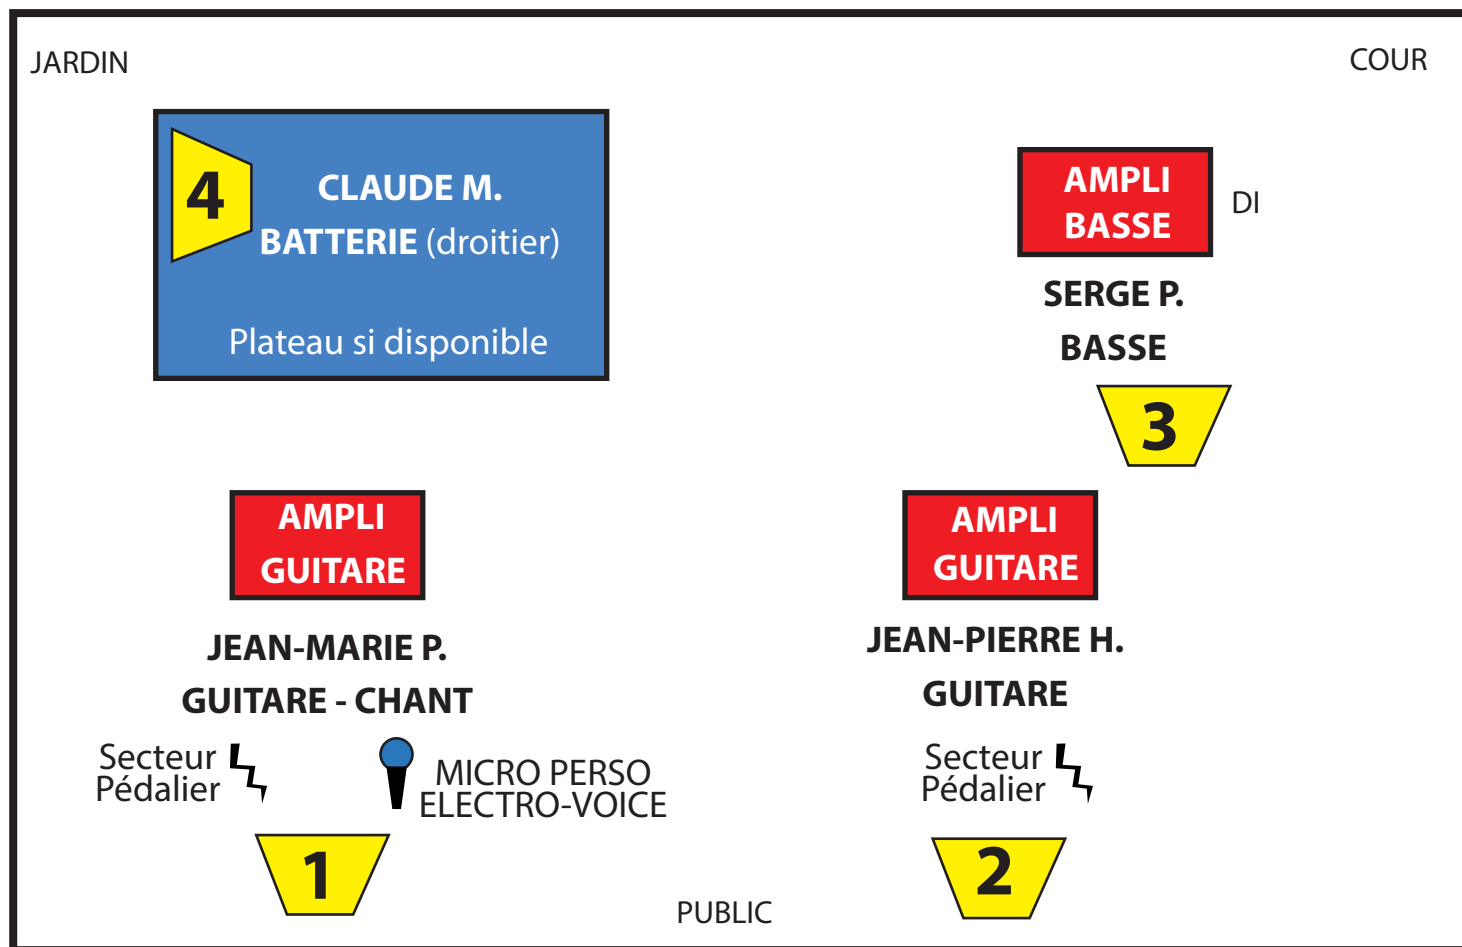 JARDIN
COUR
4
CLAUDE M.
BATTERIE (droitier)
Plateau si disponible
AMPLI
BASSE
DI
SERGE P.
BASSE
3
AMPLI
GUITARE
JEAN-MARIE P.
GUITARE - CHANT
Secteur
Pédalier
MICRO PERSO
ELECTRO-VOICE
1
AMPLI
GUITARE
JEAN-PIERRE H.
GUITARE
Secteur
Pédalier
2
PUBLIC